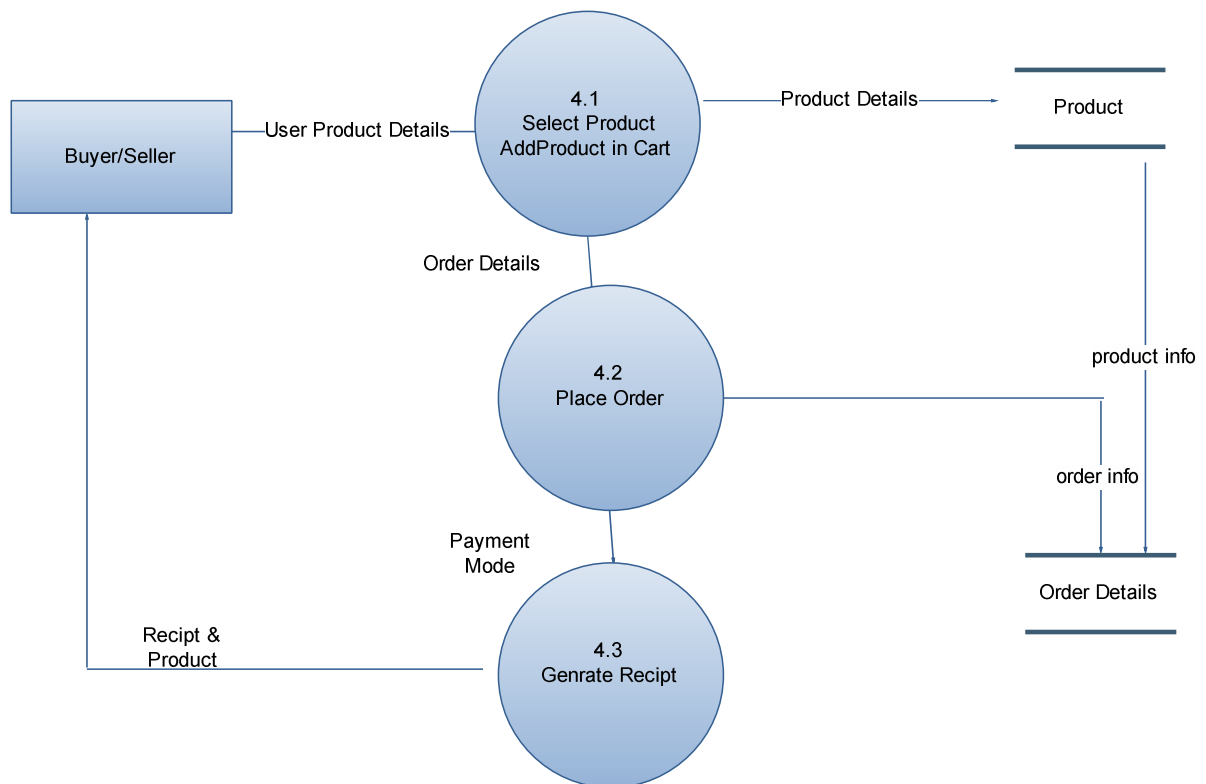 4.1
Select Product
AddProduct in Cart
Product Details
Product
User Product Details
Buyer/Seller
Order Details
product info
4.2
Place Order
order info
Payment
Mode
Order Details
Recipt &
Product
4.3
Genrate Recipt